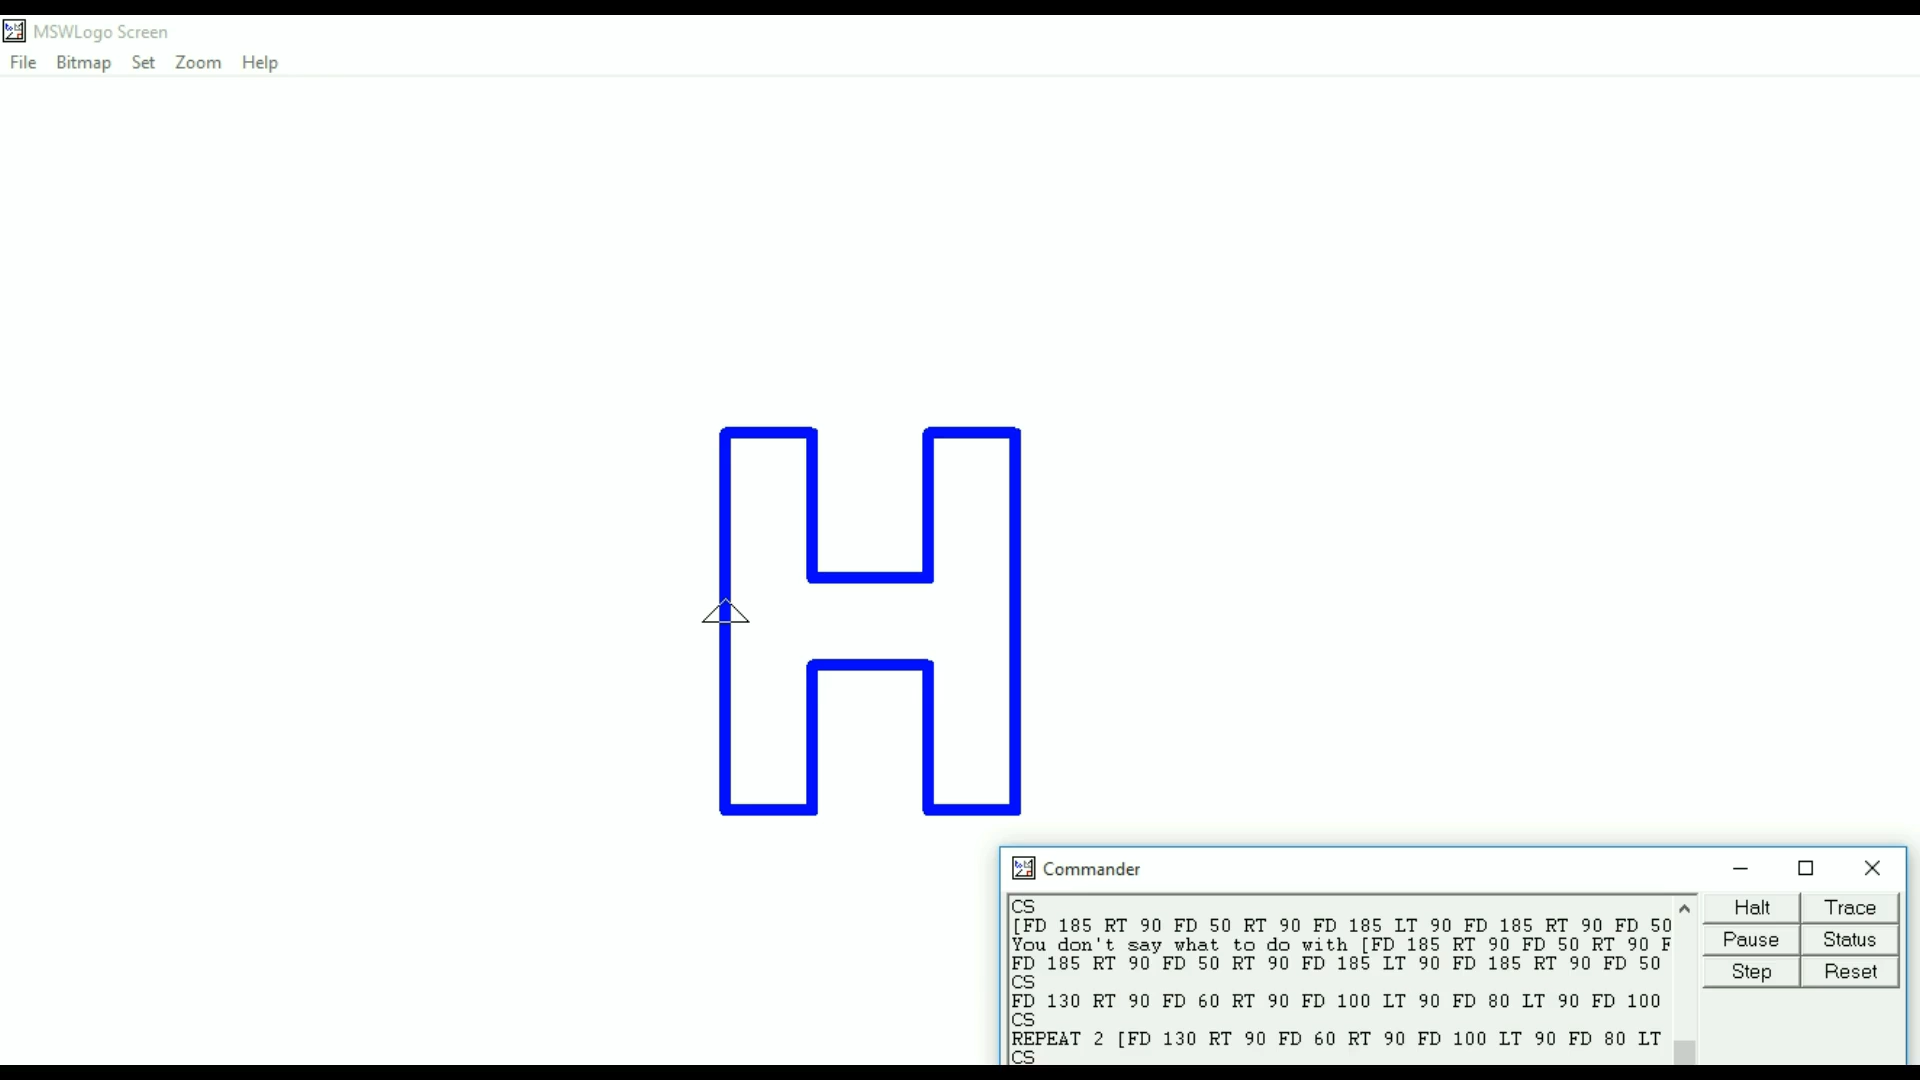 MSWLogo Screen
File Bitmap Set Zoom Help
Commander
CS
[FD 185 RT 90 FD 50 RT 90 FD 185 LT 90 FD 185 RT 90 FD 50
You don't say what to do with [FD 185 RT 90 FD 50 RT 90 F
FD 185 RT 90 FD 50 RT 90 FD 185 LT 90 FD 185 RT 90 FD 50
CS
FD 130 RT 90 FD 60 RT 90 FD 100 LT 90 FD 80 LT 90 FD 100
CS
REPEAT 2 [FD 130 RT 90 FD 60 RT 90 FD 100 LT 90 FD 80 LT
CS
Halt Trace
Pause Status
Step Reset